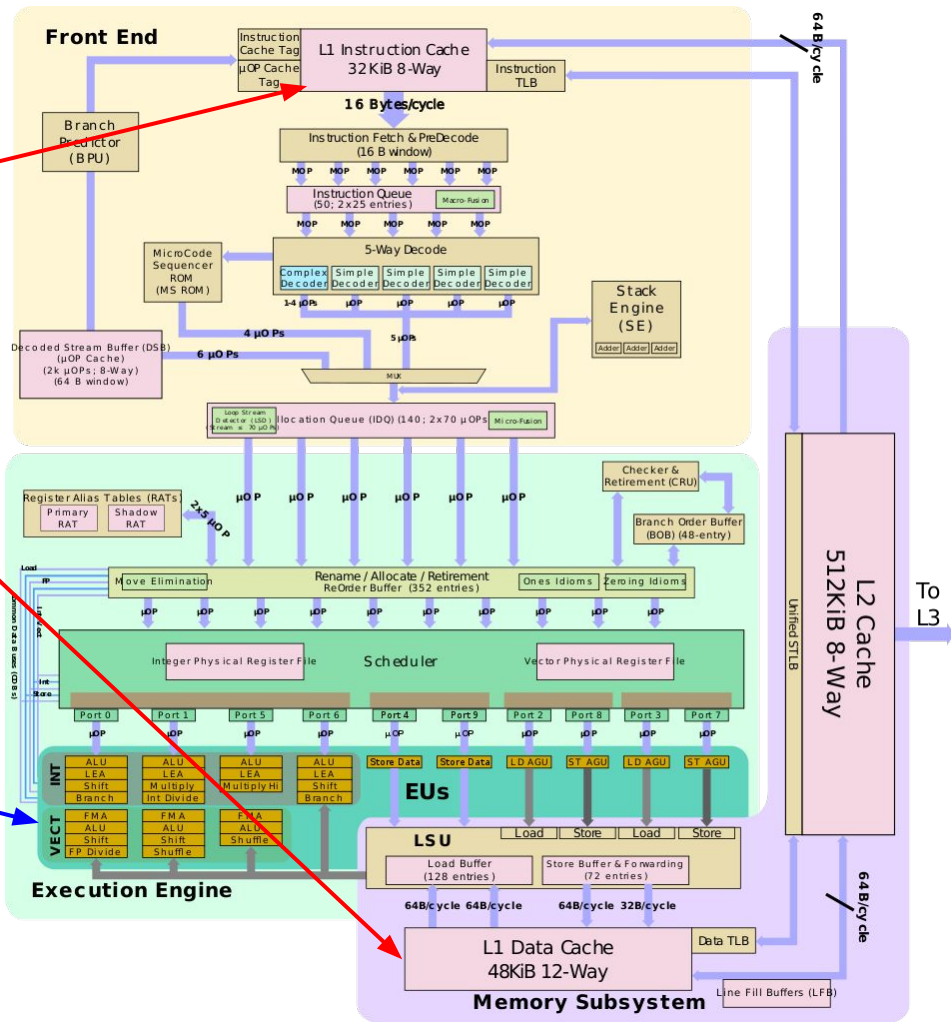 Front End
Instruction
Cache Tag
µOP Cache
Tag
L1 Instruction Cache
32KiB 8-Way
Instruction
TLB
64 B/cycle
16 Bytes/cycle
Branch
Predictor
(BPU)
Instruction Fetch & PreDecode
(16 B window)
MOP MOP MOP MOP MOP MOP
Instruction Queue
(50; 2x25 entries)
Macro-Fusion
MOP MOP MOP MOP MOP
5-Way Decode
Complex Decoder
Simple Decoder
Simple Decoder
Simple Decoder
Simple Decoder
MicroCode
Sequencer
ROM
(MS ROM)
1-4 µOPs µOP µOP µOP µOP
Stack
Engine
(SE)
Adder Adder Adder
4 µOPs
5 µOPs
Decoded Stream Buffer (DSB)
(µOP Cache)
(2k µOPs; 8-Way)
(64 B window)
6 µOPs
MUX
Loop Stream
Detector (LSD)
llocation Queue (IDQ) (140; 2x70 µOPs
Micro-Fusion
µOP µOP µOP µOP µOP µOP
Register Alias Tables (RATs)
Primary
RAT
Shadow
RAT
2x5 µOP
Checker &
Retirement (CRU)
Branch Order Buffer
(BOB) (48-entry)
Load
FP
Int Vect
ommon Data Buses (CDBs)
Int
Store
Move Elimination
Rename / Allocate / Retirement
ReOrder Buffer (352 entries)
Ones Idioms
Zeroing Idioms
µOP µOP µOP µOP µOP µOP µOP µOP µOP µOP
Integer Physical Register File
Scheduler
Vector Physical Register File
Port 0 Port 1 Port 5 Port 6 Port 4 Port 9 Port 2 Port 8 Port 3 Port 7
µOP µOP µOP µOP µOP µOP µOP µOP µOP µOP
INT
ALU
LEA
Shift
Branch
ALU
LEA
Multiply
Int Divide
ALU
LEA
MultiplyHi
ALU
LEA
Shift
Branch
Store Data
Store Data
LD AGU
ST AGU
LD AGU
ST AGU
EUs
VECT
FMA
ALU
Shift
FP Divide
FMA
ALU
Shift
Shuffle
FMA
ALU
Shuffle
Execution Engine
LSU
Load Store Load Store
Load Buffer
(128 entries)
Store Buffer & Forwarding
(72 entries)
64B/cycle 64B/cycle 64B/cycle 32B/cycle
L1 Data Cache
48KiB 12-Way
Data TLB
Line Fill Buffers (LFB)
Memory Subsystem
Unified STLB
L2 Cache
512KiB 8-Way
64 B/cycle
To
L3